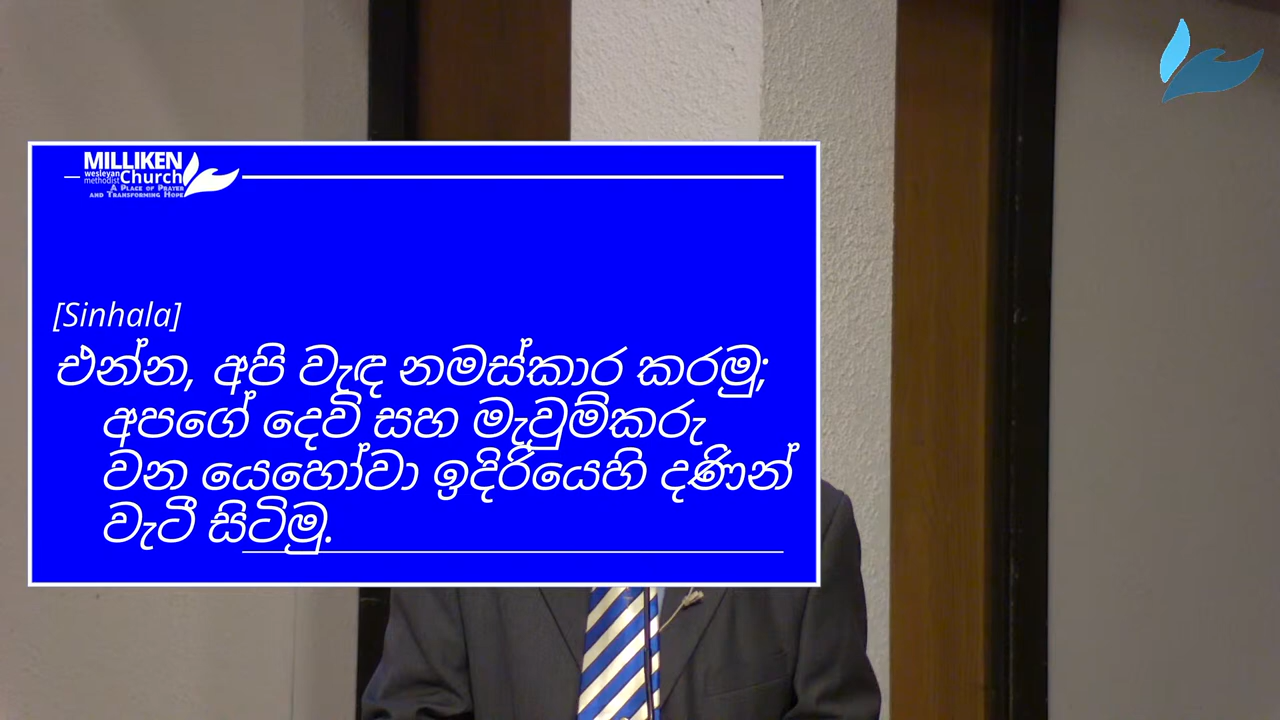 MILLIKEN
wesleyan
methodist Church
A Place of Prayer
and Transforming Hope
[Sinhala]
එන්න, අපි වැඳ නමස්කාර කරමු;
අපගේ දෙවි සහ මැවුම්කරු
වන යෙහෝවා ඉදිරියෙහි දණින්
වැටී සිටිමු.